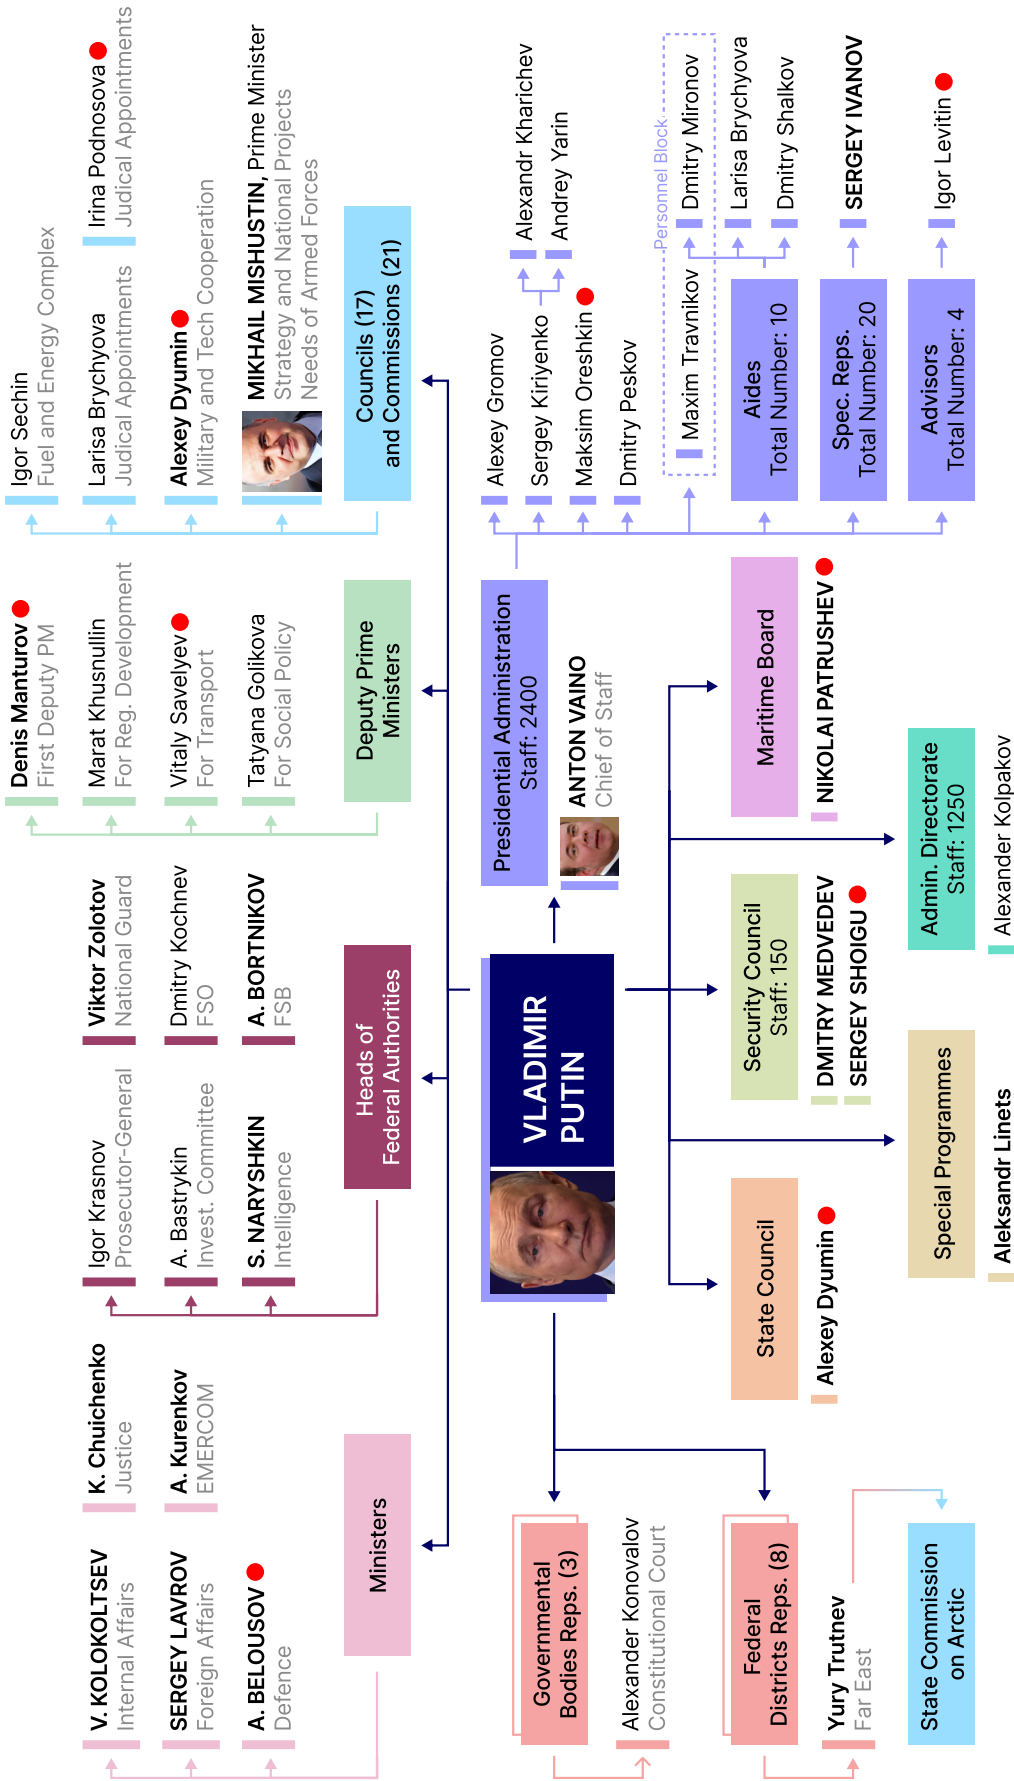 V. KOLOKOLTSEV
Internal Affairs
SERGEY LAVROV
Foreign Affairs
A. BELOUSOV
Defence
K. Chuichenko
Justice
A. Kurenkov
EMERCOM
Ministers
Igor Krasnov
Prosecutor-General
A. Bastrykin
Invest. Committee
S. NARYSHKIN
Intelligence
Viktor Zolotov
National Guard
Dmitry Kochnev
FSO
A. BORTNIKOV
FSB
Heads of
Federal Authorities
Denis Manturov
First Deputy PM
Marat Khusnullin
For Reg. Development
Vitaly Savelyev
For Transport
Tatyana Golikova
For Social Policy
Deputy Prime
Ministers
Igor Sechin
Fuel and Energy Complex
Larisa Brychyova
Judical Appointments
Irina Podnosova
Judical Appointments
Alexey Dyumin
Military and Tech Cooperation
MIKHAIL MISHUSTIN, Prime Minister
Strategy and National Projects
Needs of Armed Forces
Councils (17)
and Commissions (21)
VLADIMIR
PUTIN
Presidential Administration
Staff: 2400
ANTON VAINO
Chief of Staff
Alexey Gromov
Sergey Kiriyenko
Alexandr Kharichev
Andrey Yarin
Maksim Oreshkin
Dmitry Peskov
Personnel Block
Maxim Travnikov
Dmitry Mironov
Larisa Brychyova
Dmitry Shalkov
Aides
Total Number: 10
Spec. Reps.
Total Number: 20
SERGEY IVANOV
Advisors
Total Number: 4
Igor Levitin
Governmental
Bodies Reps. (3)
Alexander Konovalov
Constitutional Court
Federal
Districts Reps. (8)
Yury Trutnev
Far East
State Commission
on Arctic
State Council
Alexey Dyumin
Security Council
Staff: 150
DMITRY MEDVEDEV
SERGEY SHOIGU
Maritime Board
NIKOLAI PATRUSHEV
Special Programmes
Aleksandr Linets
Admin. Directorate
Staff: 1250
Alexander Kolpakov